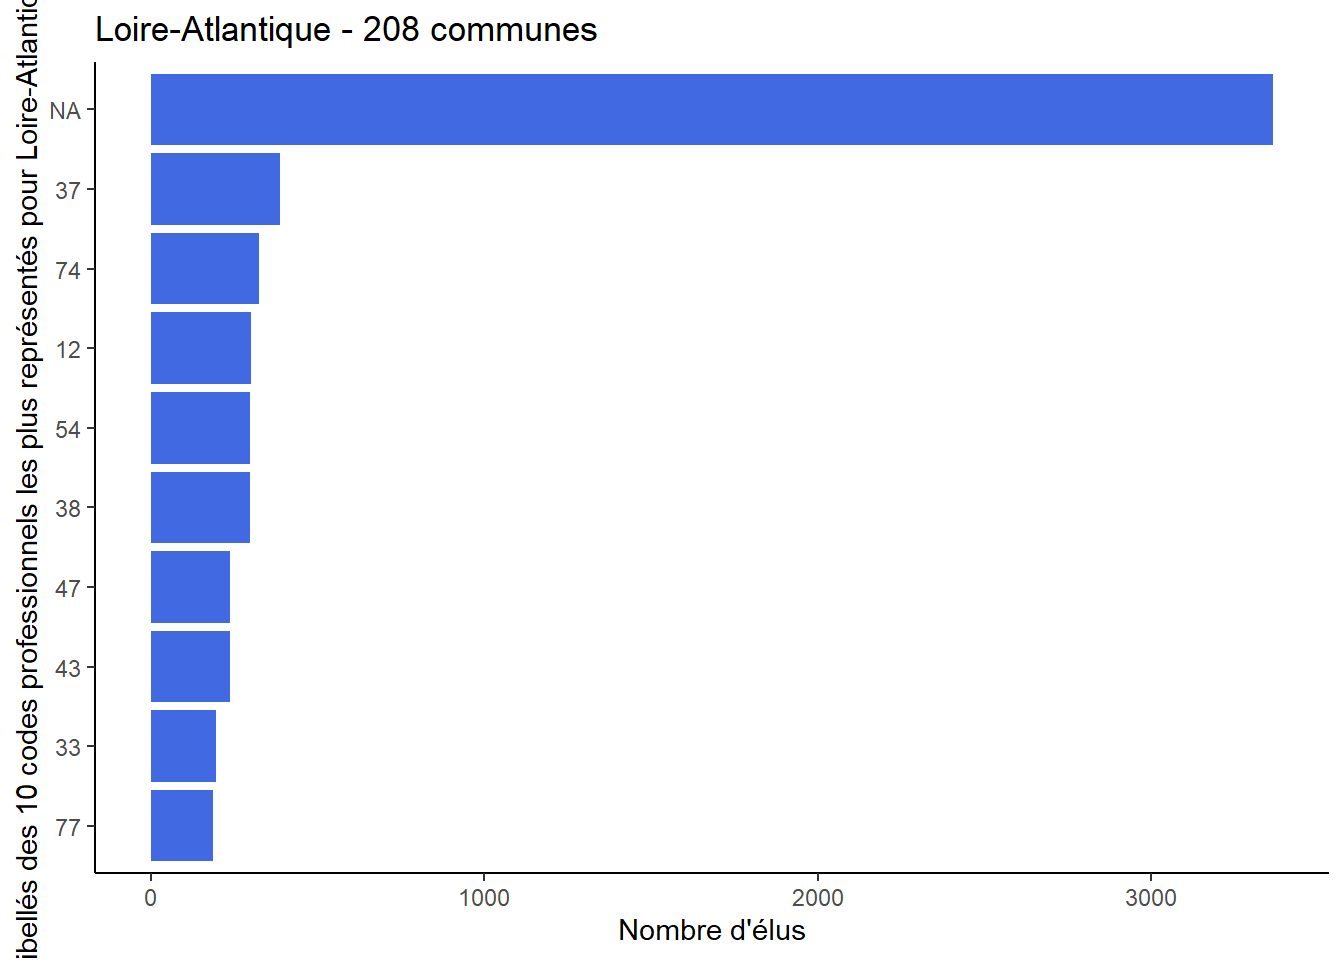 Loire-Atlantique - 208 communes
ibellés des 10 codes professionnels les plus représentés pour Loire-Atlantiq
NA
37
74
12
54
38
47
43
33
77
0 1000 2000 3000
Nombre d'élus